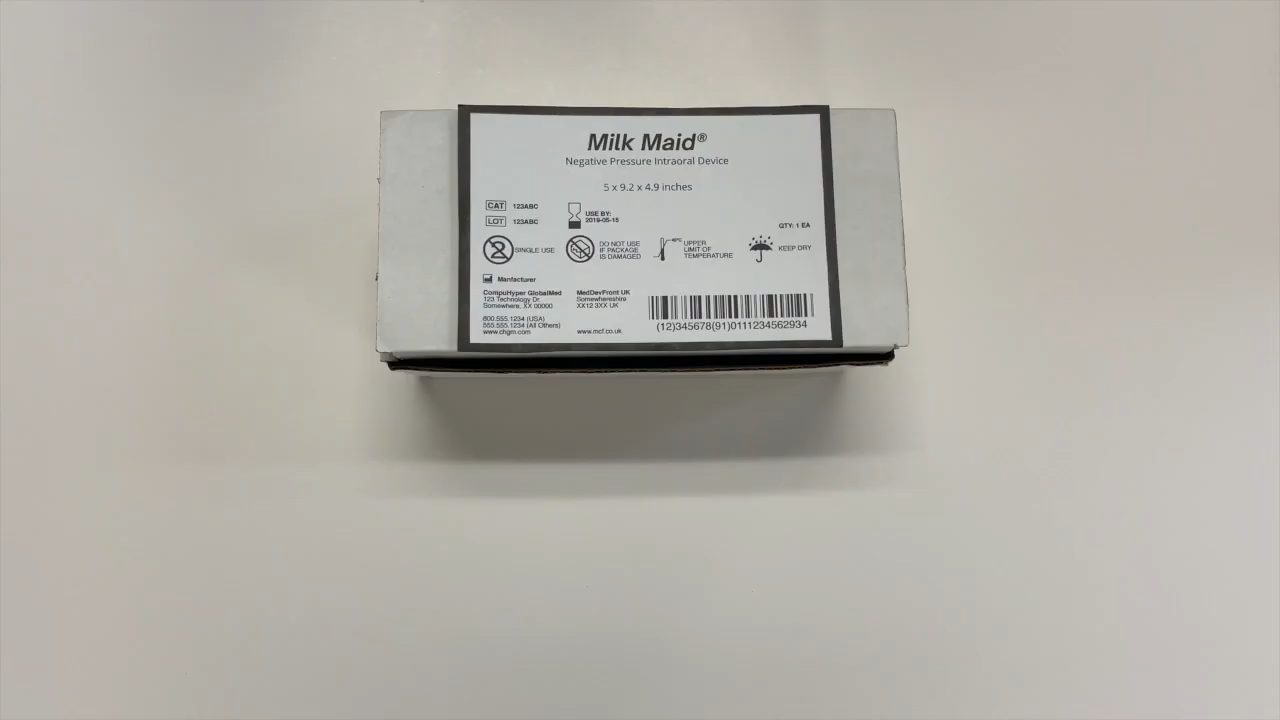 Milk Maid®
Negative Pressure Intraoral Device
5 x 9.2 x 4.9 inches
CAT 123ABC
LOT 123ABC
USE BY:
2019-05-15
QTY: 1 EA
2 SINGLE USE
DO NOT USE
IF PACKAGE
IS DAMAGED
UPPER
LIMIT OF
TEMPERATURE
KEEP DRY
Manfacturer
CompuHyper GlobalMed
123 Technology Dr.
Somewhere, XX 00000
800.555.1234 (USA)
555.555.1234 (All Others)
www.chgm.com
MedDevFront UK
Somewhereshire
XX12 3XX UK
www.mcf.co.uk
(12)345678(91)0111234562934